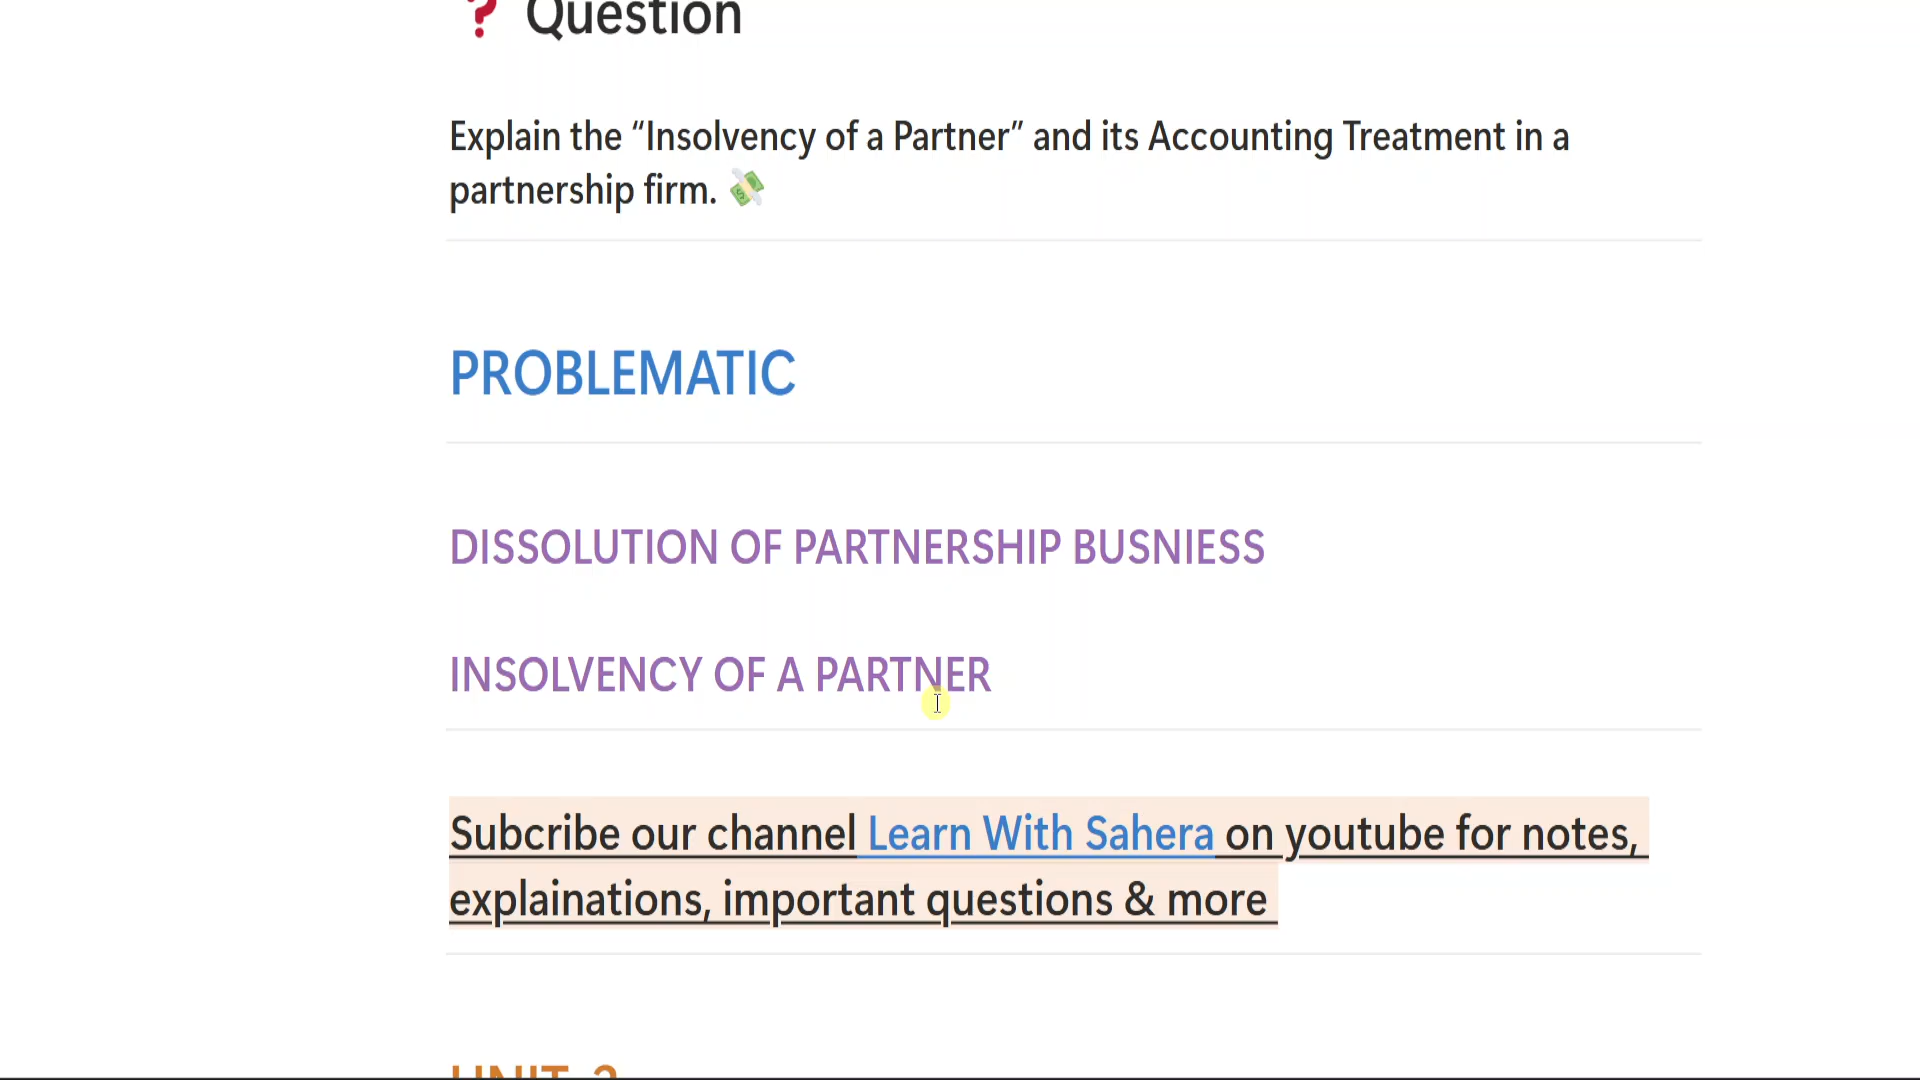 ❓ Question
Explain the “Insolvency of a Partner” and its Accounting Treatment in a
partnership firm. 💸
PROBLEMATIC
DISSOLUTION OF PARTNERSHIP BUSNIESS
INSOLVENCY OF A PARTNER
Subcribe our channel Learn With Sahera on youtube for notes,
explainations, important questions & more